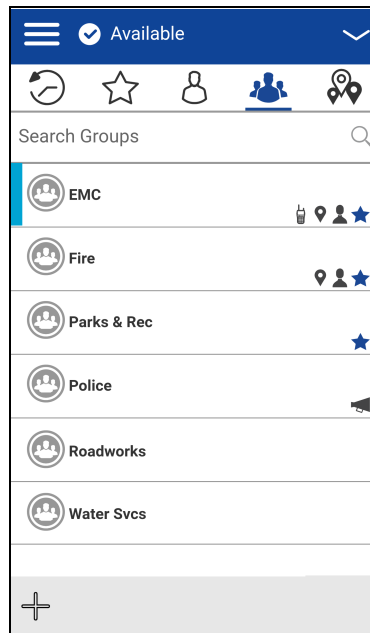 Available
Search Groups
EMC
Fire
Parks & Rec
Police
Roadworks
Water Svcs